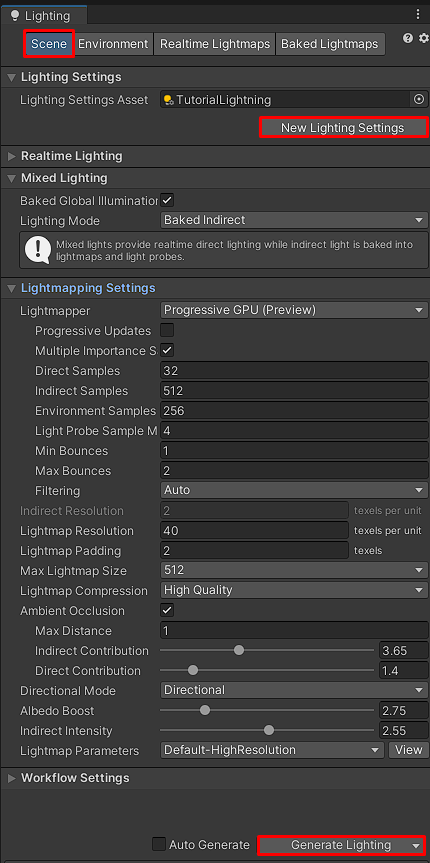 Lighting
Scene Environment Realtime Lightmaps Baked Lightmaps
Lighting Settings
Lighting Settings Asset TutorialLightning
New Lighting Settings
Realtime Lighting
Mixed Lighting
Baked Global Illumination
Lighting Mode Baked Indirect
Mixed lights provide realtime direct lighting while indirect light is baked into
lightmaps and light probes.
Lightmapping Settings
Lightmapper Progressive GPU (Preview)
Progressive Updates
Multiple Importance S
Direct Samples 32
Indirect Samples 512
Environment Samples 256
Light Probe Sample M 4
Min Bounces 1
Max Bounces 2
Filtering Auto
Indirect Resolution 2 texels per unit
Lightmap Resolution 40 texels per unit
Lightmap Padding 2 texels
Max Lightmap Size 512
Lightmap Compression High Quality
Ambient Occlusion
Max Distance 1
Indirect Contribution 3.65
Direct Contribution 1.4
Directional Mode Directional
Albedo Boost 2.75
Indirect Intensity 2.55
Lightmap Parameters Default-HighResolution View
Workflow Settings
Auto Generate Generate Lighting